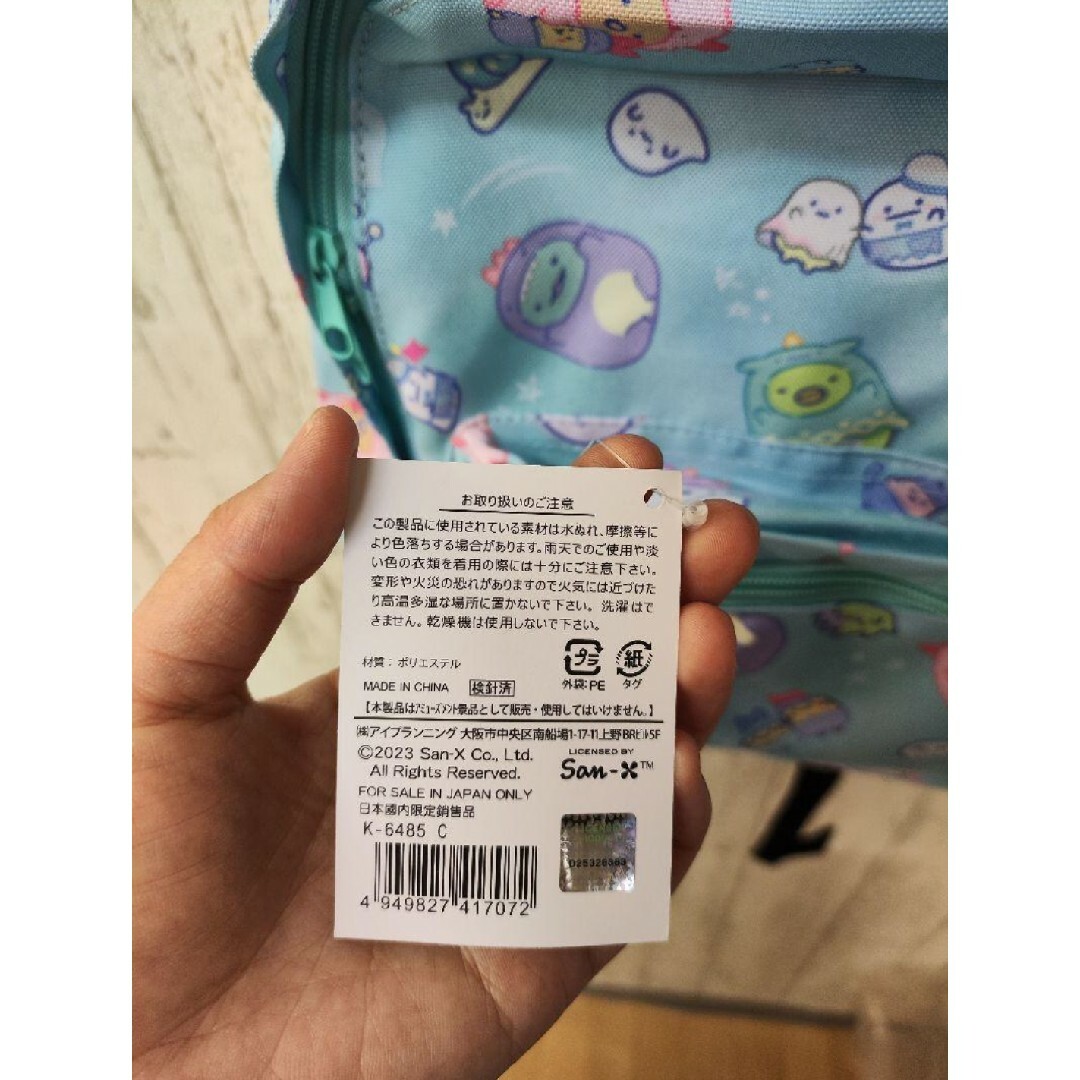 お取り扱いのご注意
この製品に使用されている素材は水ぬれ、摩擦等に
より色落ちする場合があります。雨天でのご使用や淡
い色の衣類を着用の際には十分にご注意下さい。
変形や火災の恐れがありますので火気には近づけた
り高温多湿な場所に置かないで下さい。洗濯はで
きません。乾燥機は使用しないで下さい。
プラ
紙
外袋:PE
タグ
材質:ポリエステル
MADE IN CHINA 検針済
【本製品はアミューズメント景品として販売・使用してはいけません。】
㈱アイプランニング 大阪市中央区南船場1-17-11上野BRビル5F
©2023 San-X Co., Ltd.
All Rights Reserved.
LICENSED BY
San-X™
FOR SALE IN JAPAN ONLY
日本國内限定銷售品
K-6485 C
4 949827 417072